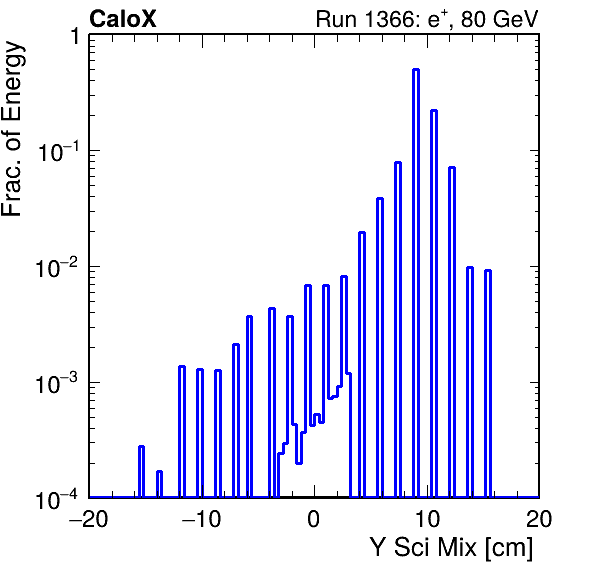 CaloX Run 1366: e⁺, 80 GeV
Frac. of Energy
1
10⁻¹
10⁻²
10⁻³
10⁻⁴
−20 −10 0 10 20
Y Sci Mix [cm]